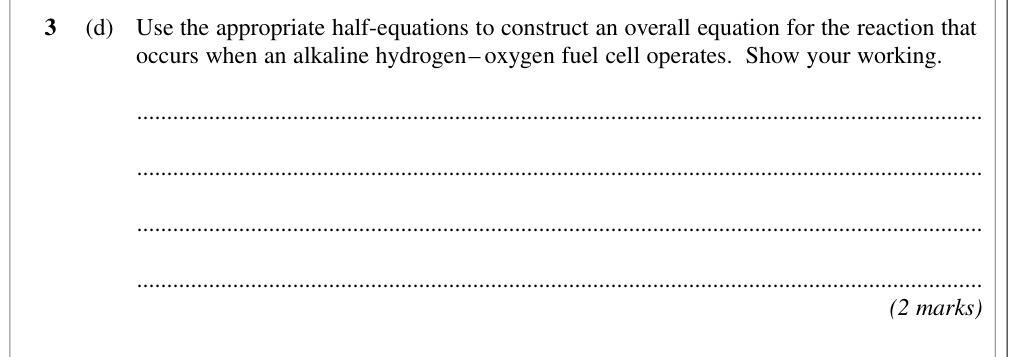 3 (d) Use the appropriate half-equations to construct an overall equation for the reaction that
occurs when an alkaline hydrogen–oxygen fuel cell operates. Show your working.
....................................................................................................................................
....................................................................................................................................
....................................................................................................................................
....................................................................................................................................
(2 marks)